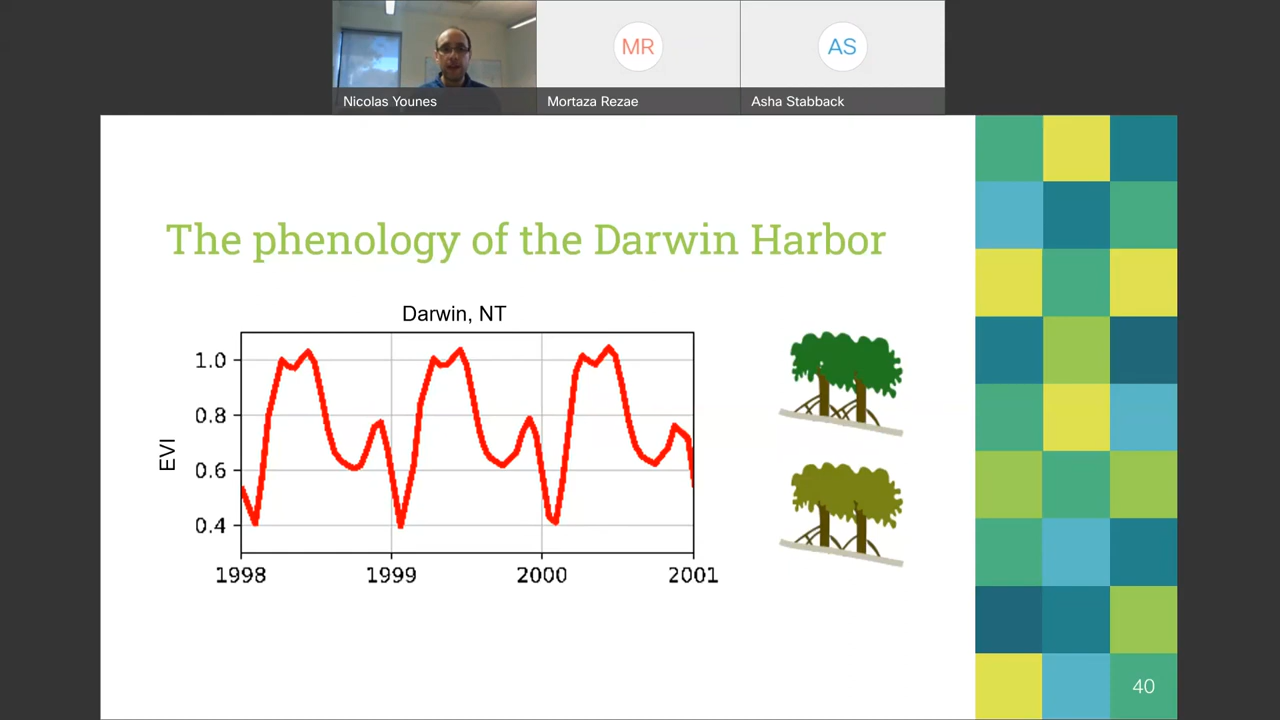 MR
AS
Nicolas Younes
Mortaza Rezae
Asha Stabback
The phenology of the Darwin Harbor
Darwin, NT
1.0
0.8
0.6
0.4
EVI
1998 1999 2000 2001
40